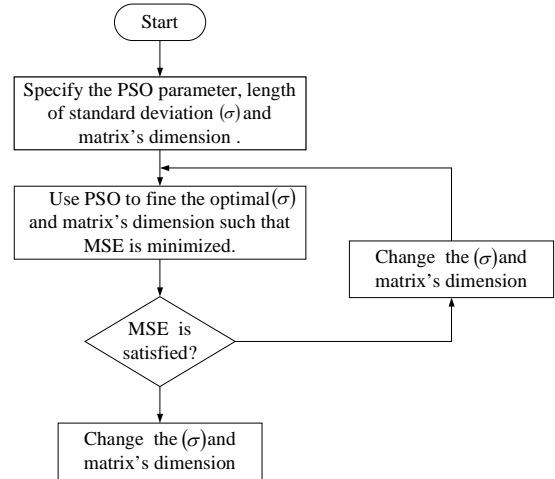 Start
Specify the PSO parameter, length
of standard deviation (σ) and
matrix's dimension .
Use PSO to fine the optimal (σ)
and matrix's dimension such that
MSE is minimized.
Change the (σ) and
matrix's dimension
MSE is
satisfied?
Change the (σ) and
matrix's dimension